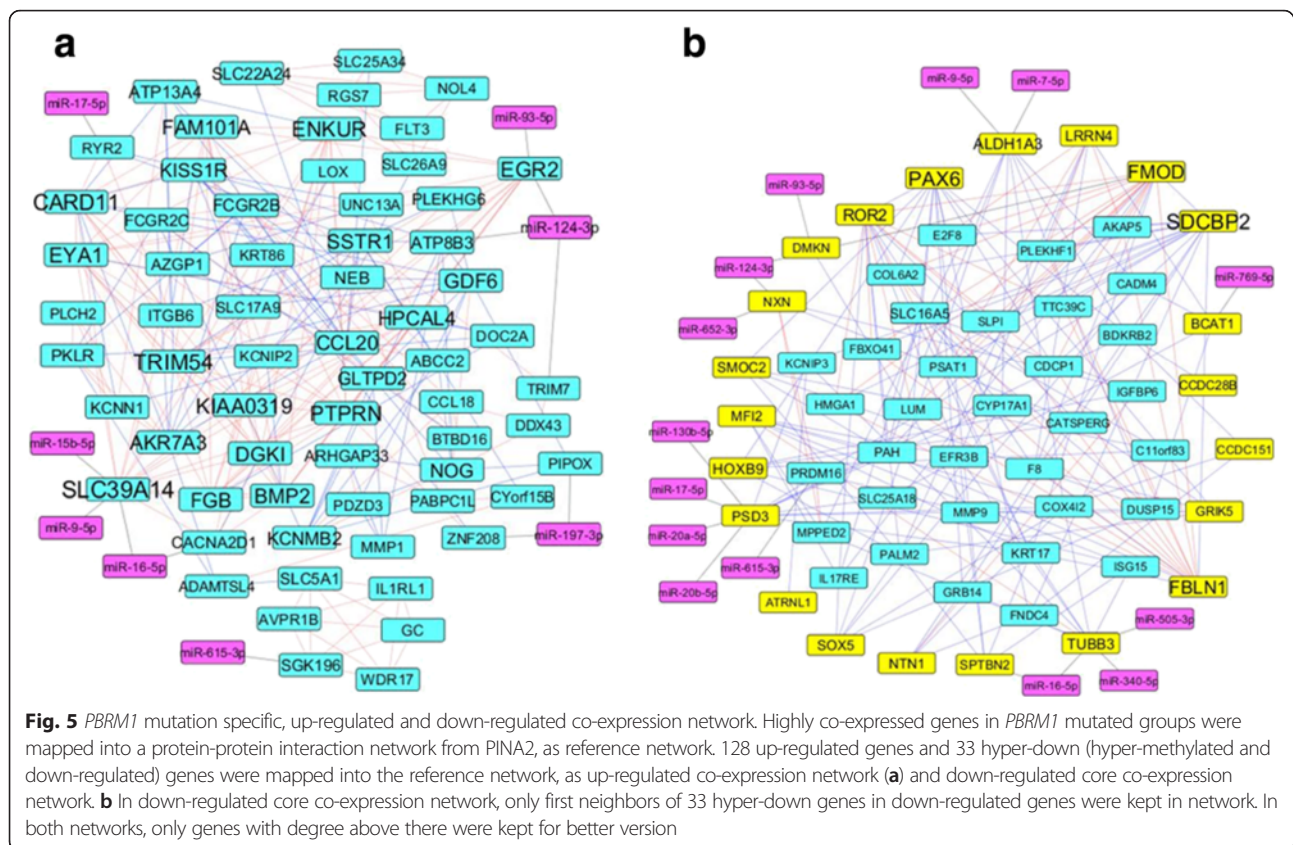 a
SLC25A34
SLC22A24
ATP13A4
RGS7
NOL4
miR-17-5p
miR-93-5p
FAM101A
ENKUR
FLT3
RYR2
KISS1R
LOX
SLC26A9
EGR2
CARD11
FCGR2B
UNC13A
PLEKHG6
FCGR2C
miR-124-3p
EYA1
SSTR1
ATP8B3
AZGP1
KRT86
NEB
GDF6
PLCH2
ITGB6
SLC17A9
HPCAL4
CCL20
DOC2A
PKLR
TRIM54
KCNIP2
ABCC2
GLTPD2
TRIM7
KCNN1
KIAA0319
PTPRN
CCL18
DDX43
miR-15b-5p
AKR7A3
BTBD16
DGKI
ARHGAP33
NOG
PIPOX
SLC39A14
FGB
BMP2
PDZD3
PABPC1L
CYorf15B
miR-9-5p
CACNA2D1
KCNMB2
MMP1
ZNF208
miR-197-3p
miR-16-5p
ADAMTSL4
SLC5A1
IL1RL1
AVPR1B
GC
miR-615-3p
SGK196
WDR17
b
miR-9-5p
miR-7-5p
ALDH1A3
LRRN4
miR-93-5p
PAX6
FMOD
ROR2
SDCBP2
E2F8
AKAP5
DMKN
PLEKHF1
miR-124-3p
COL6A2
CADM4
miR-769-5p
NXN
SLC16A5
SLPI
TTC39C
miR-652-3p
BCAT1
FBXO41
BDKRB2
SMOC2
KCNIP3
PSAT1
CDCP1
CCDC28B
IGFBP6
MFI2
HMGA1
LUM
CYP17A1
CATSPERG
miR-130b-5p
PAH
EFR3B
C11orf83
CCDC151
HOXB9
PRDM16
F8
miR-17-5p
SLC25A18
PSD3
MMP9
COX4I2
DUSP15
GRIK5
miR-20a-5p
MPPED2
miR-615-3p
PALM2
KRT17
ISG15
miR-20b-5p
IL17RE
FBLN1
ATRNL1
GRB14
FNDC4
miR-505-3p
SOX5
TUBB3
NTN1
SPTBN2
miR-16-5p
miR-340-5p
Fig. 5 PBRM1 mutation specific, up-regulated and down-regulated co-expression network. Highly co-expressed genes in PBRM1 mutated groups were
mapped into a protein-protein interaction network from PINA2, as reference network. 128 up-regulated genes and 33 hyper-down (hyper-methylated and
down-regulated) genes were mapped into the reference network, as up-regulated co-expression network (a) and down-regulated core co-expression
network. b In down-regulated core co-expression network, only first neighbors of 33 hyper-down genes in down-regulated genes were kept in network. In
both networks, only genes with degree above there were kept for better version